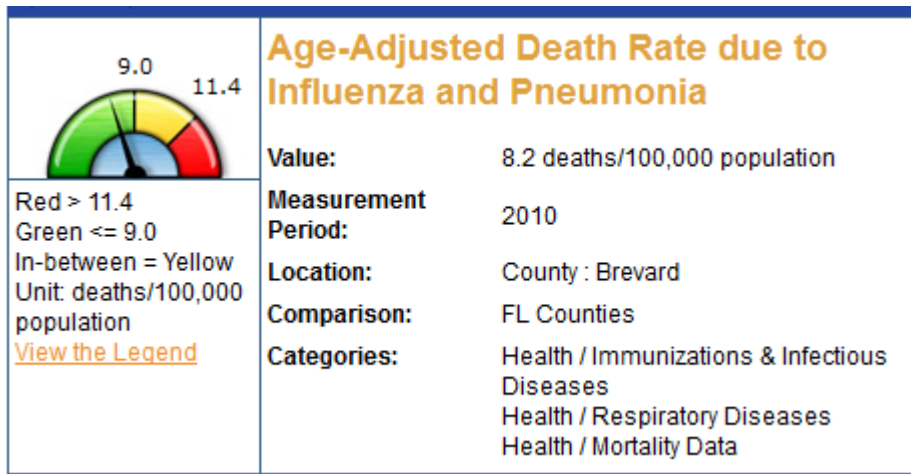 9.0
11.4
Red > 11.4
Green <= 9.0
In-between = Yellow
Unit: deaths/100,000
population
View the Legend
Age-Adjusted Death Rate due to
Influenza and Pneumonia
Value: 8.2 deaths/100,000 population
Measurement
Period: 2010
Location: County : Brevard
Comparison: FL Counties
Categories: Health / Immunizations & Infectious
Diseases
Health / Respiratory Diseases
Health / Mortality Data